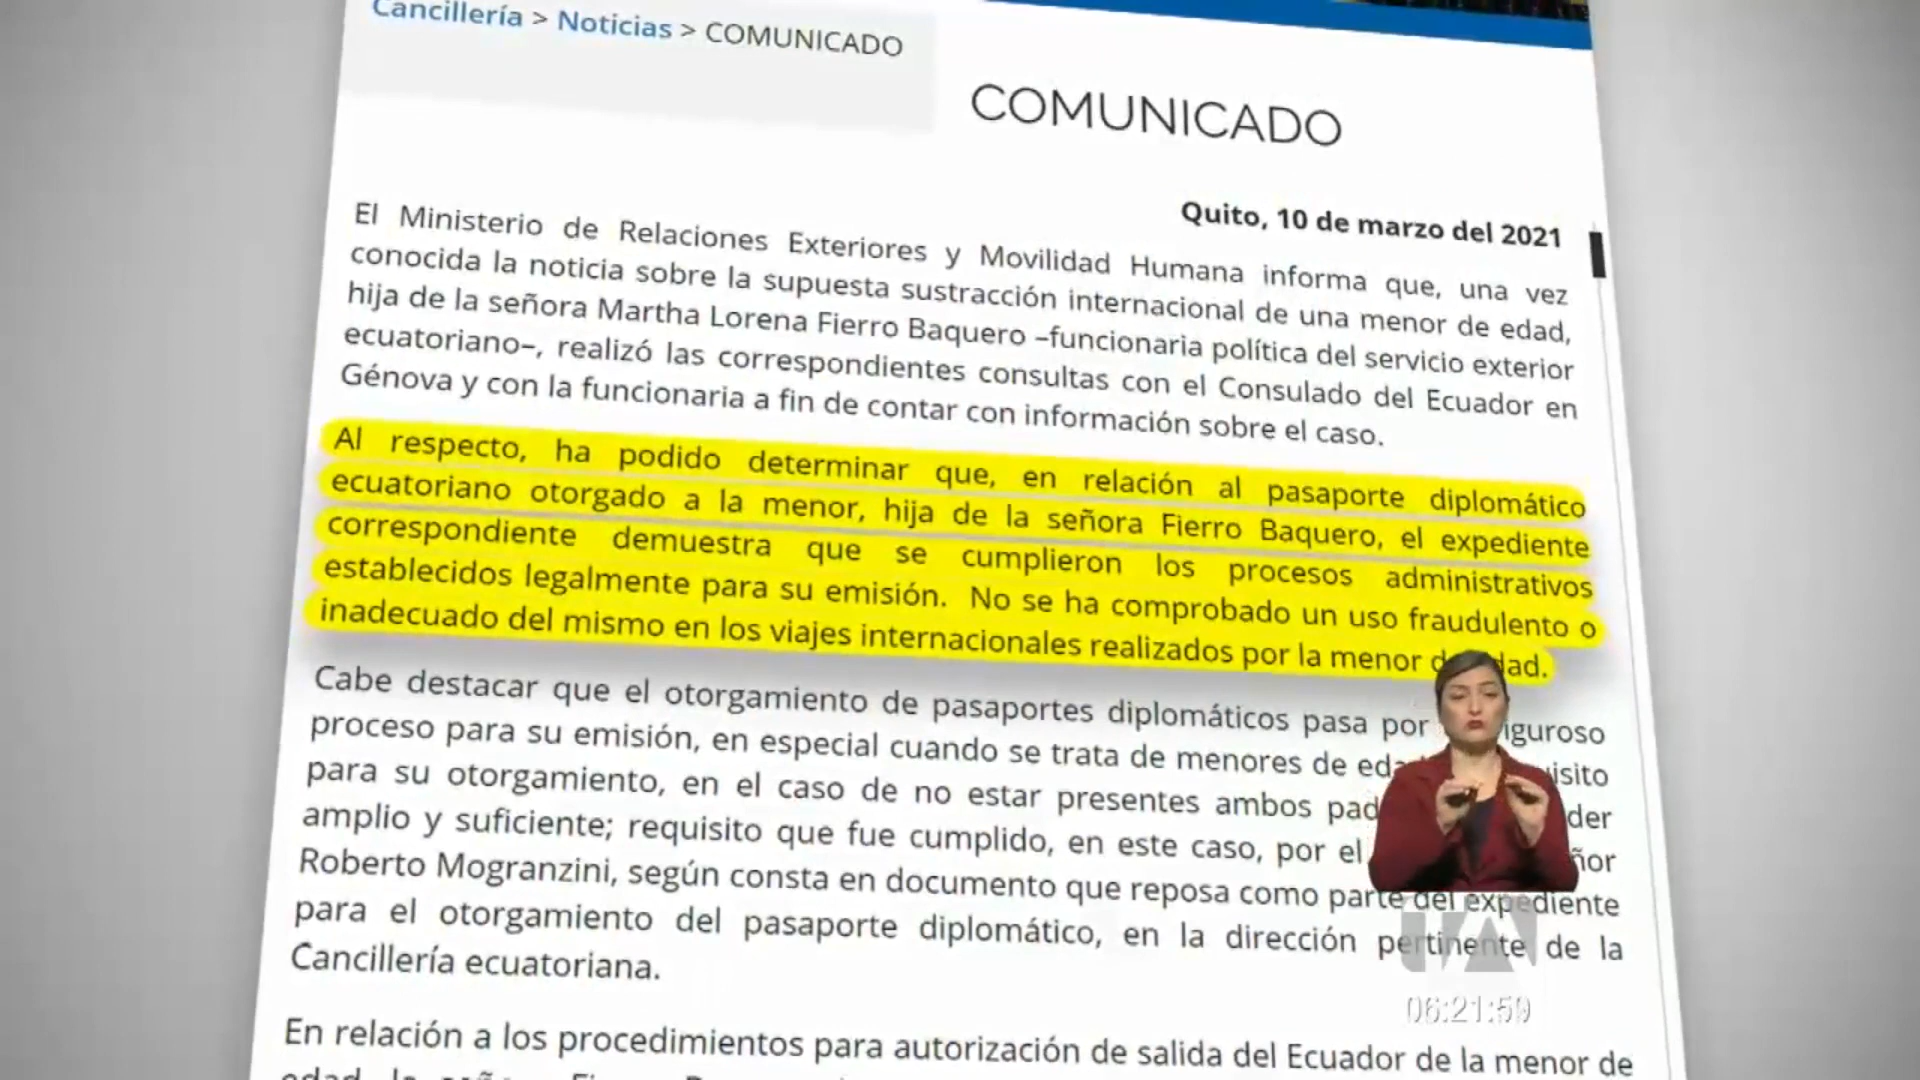 Cancillería > Noticias > COMUNICADO
COMUNICADO
Quito, 10 de marzo del 2021
El Ministerio de Relaciones Exteriores y Movilidad Humana informa que, una vez
conocida la noticia sobre la supuesta sustracción internacional de una menor de edad,
hija de la señora Martha Lorena Fierro Baquero –funcionaria política del servicio exterior
ecuatoriano–, realizó las correspondientes consultas con el Consulado del Ecuador en
Génova y con la funcionaria a fin de contar con información sobre el caso.
Al respecto, ha podido determinar que, en relación al pasaporte diplomático
ecuatoriano otorgado a la menor, hija de la señora Fierro Baquero, el expediente
correspondiente demuestra que se cumplieron los procesos administrativos
establecidos legalmente para su emisión. No se ha comprobado un uso fraudulento o
inadecuado del mismo en los viajes internacionales realizados por la menor
Cabe destacar que el otorgamiento de pasaportes diplomáticos pasa por
proceso para su emisión, en especial cuando se trata de menores de
para su otorgamiento, en el caso de no estar presentes ambos
amplio y suficiente; requisito que fue cumplido, en este caso, por el
Roberto Mogranzini, según consta en documento que reposa como parte del expediente
para el otorgamiento del pasaporte diplomático, en la dirección pertinente de la
Cancillería ecuatoriana.
En relación a los procedimientos para autorización de salida del Ecuador de la menor de
06:21:59